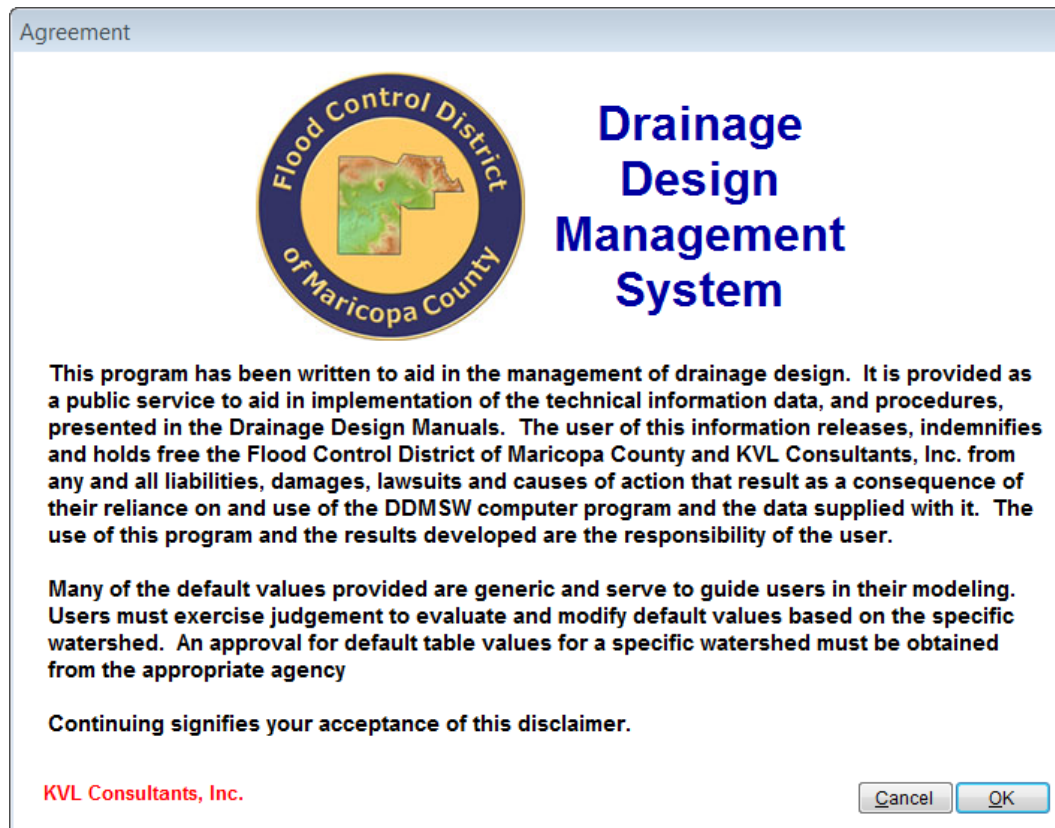 Agreement
Flood Control District
of Maricopa County
Drainage
Design
Management
System
This program has been written to aid in the management of drainage design.  It is provided as
a public service to aid in implementation of the technical information data, and procedures,
presented in the Drainage Design Manuals.  The user of this information releases, indemnifies
and holds free the Flood Control District of Maricopa County and KVL Consultants, Inc. from
any and all liabilities, damages, lawsuits and causes of action that result as a consequence of
their reliance on and use of the DDMSW computer program and the data supplied with it.  The
use of this program and the results developed are the responsibility of the user.
Many of the default values provided are generic and serve to guide users in their modeling.
Users must exercise judgement to evaluate and modify default values based on the specific
watershed.  An approval for default table values for a specific watershed must be obtained
from the appropriate agency
Continuing signifies your acceptance of this disclaimer.
KVL Consultants, Inc.
Cancel
OK